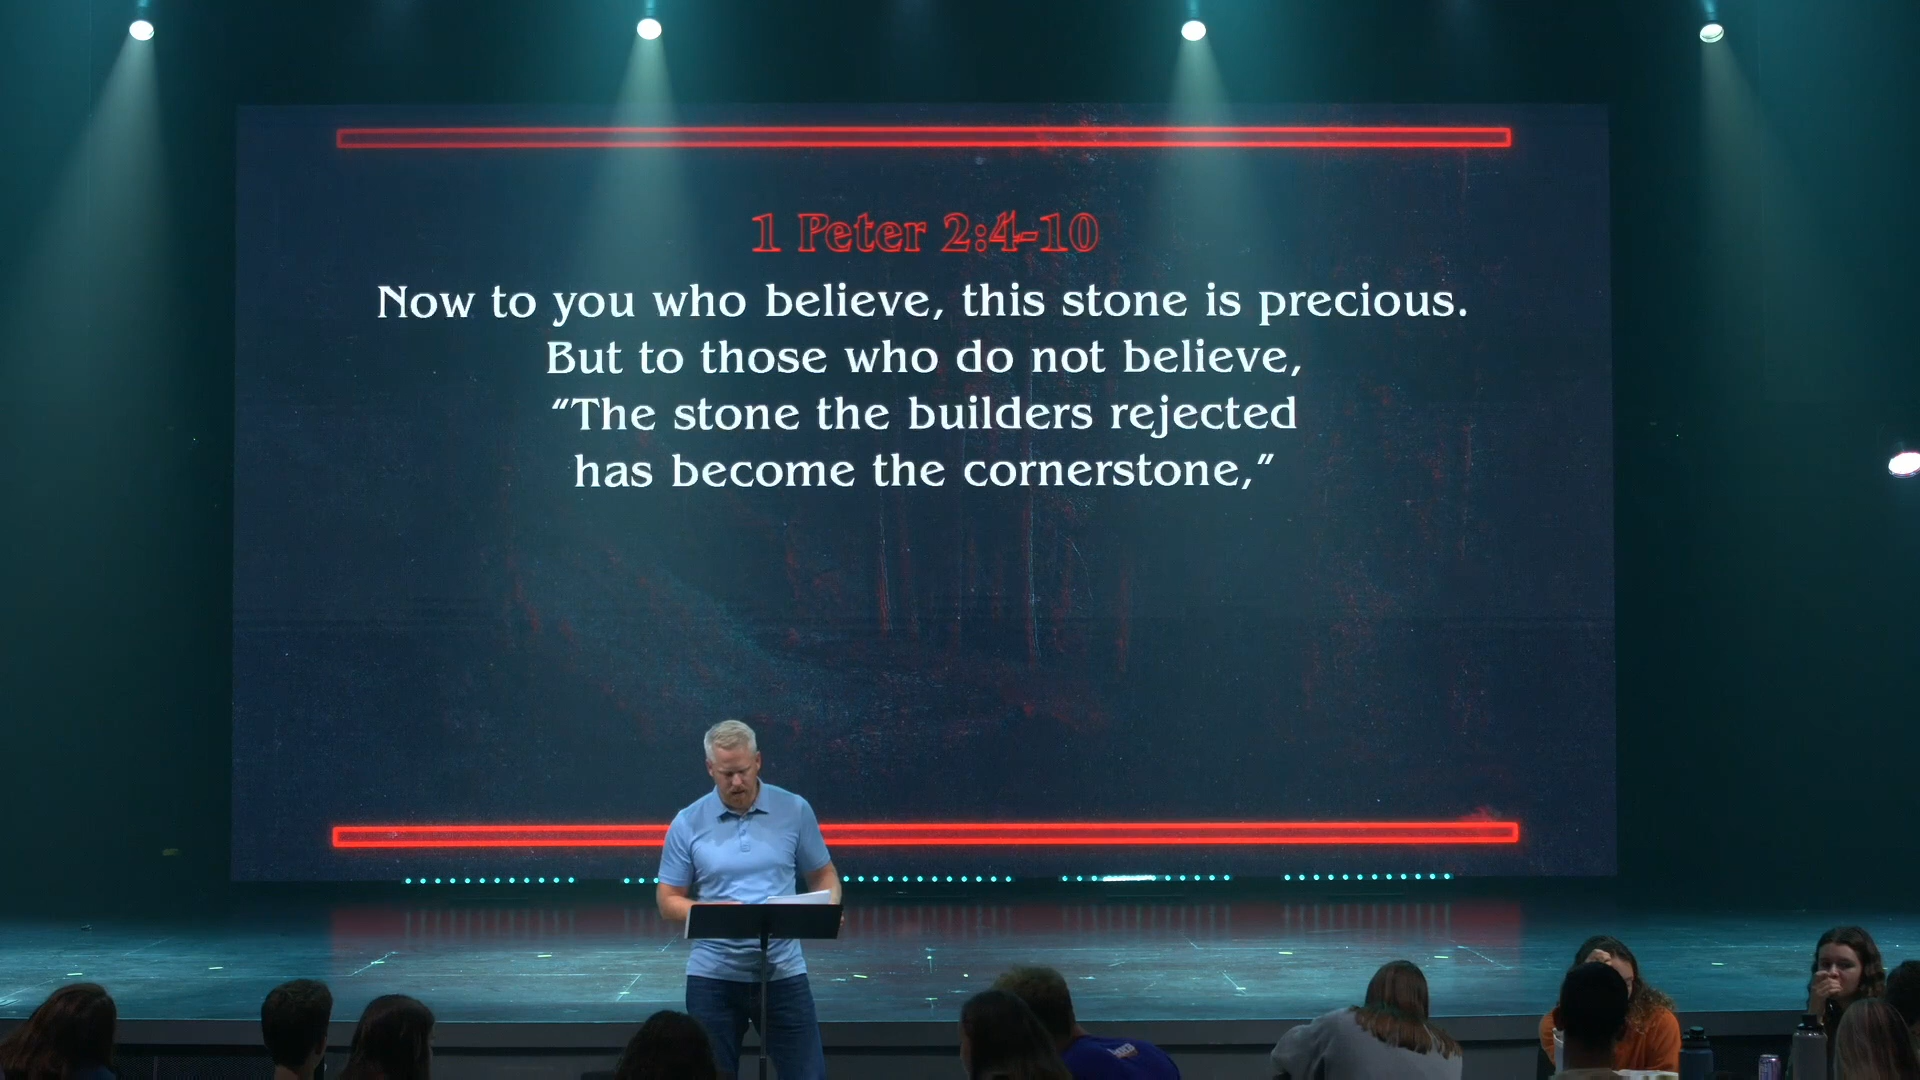 1 Peter 2:4-10
Now to you who believe, this stone is precious.
But to those who do not believe,
“The stone the builders rejected
has become the cornerstone,”